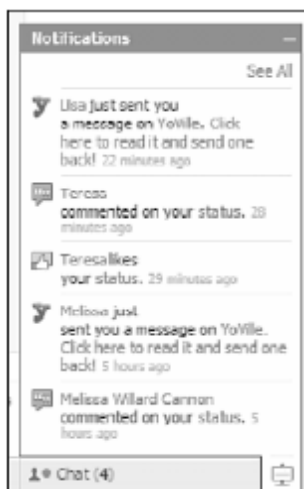 Notifications
See All
Lisa just sent you
a message on YoVille. Click
here to read it and send one
back! 22 minutes ago
Teresa
commented on your status. 28
minutes ago
Teresa likes
your status. 29 minutes ago
Melissa just
sent you a message on YoVille.
Click here to read it and send one
back! 5 hours ago
Melissa Willard Cannon
commented on your status. 5
hours ago
Chat (4)